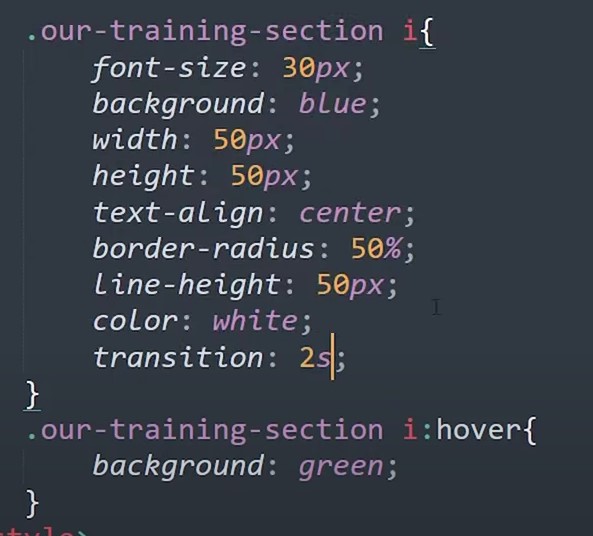 .our-training-section i{
font-size: 30px;
background: blue;
width: 50px;
height: 50px;
text-align: center;
border-radius: 50%;
line-height: 50px;
color: white;
transition: 2s;
}
.our-training-section i:hover{
background: green;
}
style>